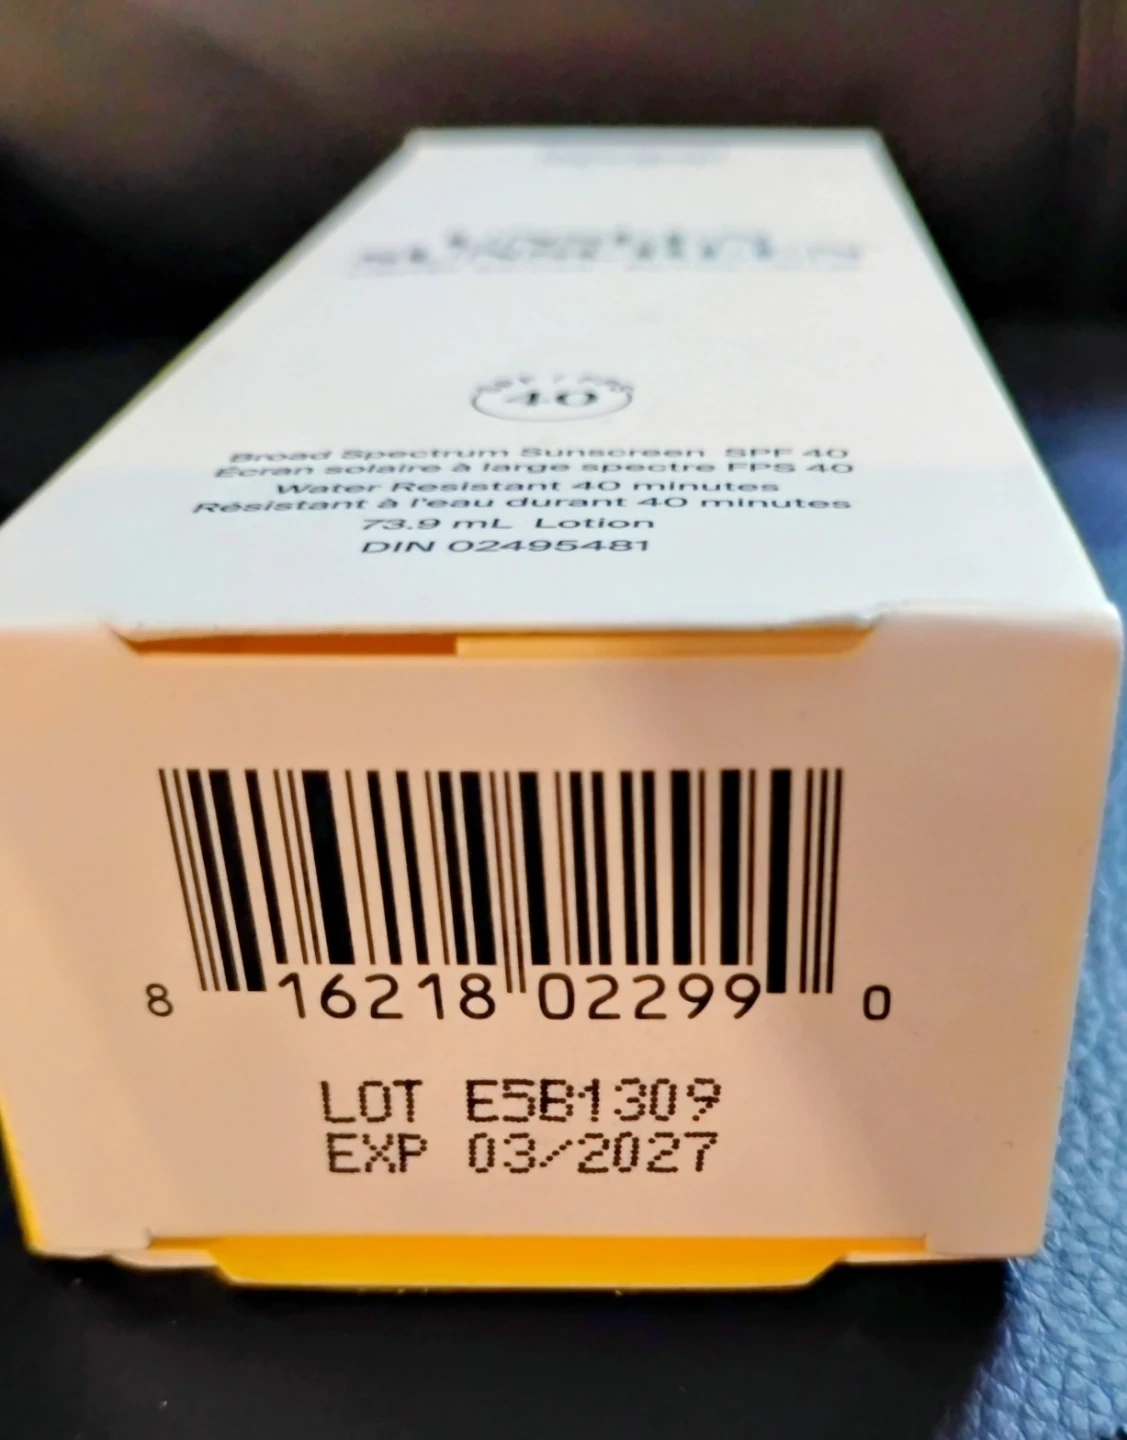 40
Broad Spectrum Sunscreen SPF 40
Écran solaire à large spectre FPS 40
Water Resistant 40 minutes
Résistant à l'eau durant 40 minutes
73.9 mL Lotion
DIN 02495481
8 16218 02299 0
LOT E5B1309
EXP 03/2027